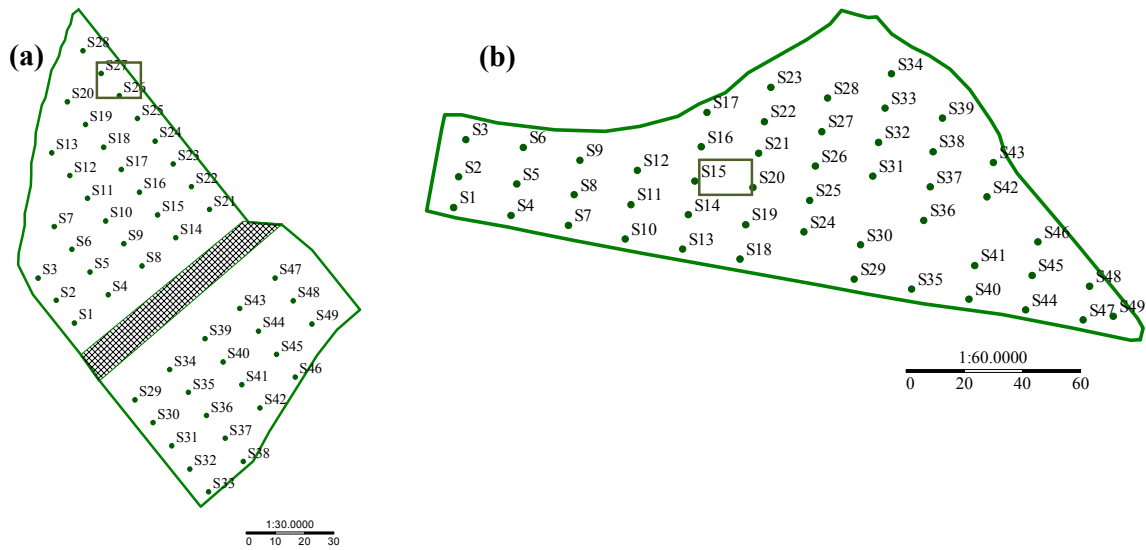 (a)
S28
S27
S26
S20
S25
S19
S24
S18
S13
S23
S17
S12
S22
S16
S11
S21
S15
S10
S7
S14
S9
S6
S8
S5
S3
S4
S2
S1
S47
S48
S43
S49
S44
S39
S45
S40
S34
S46
S41
S35
S29
S42
S36
S30
S37
S31
S38
S32
S33
1:30.0000
0 10 20 30
(b)
S34
S23
S28
S17
S33
S39
S22
S27
S32
S3
S6
S16
S21
S38
S9
S26
S43
S12
S31
S2
S15
S20
S37
S5
S42
S8
S25
S11
S1
S14
S36
S4
S19
S24
S7
S10
S30
S46
S13
S18
S41
S45
S29
S48
S35
S40
S44
S49
S47
1:60.0000
0 20 40 60